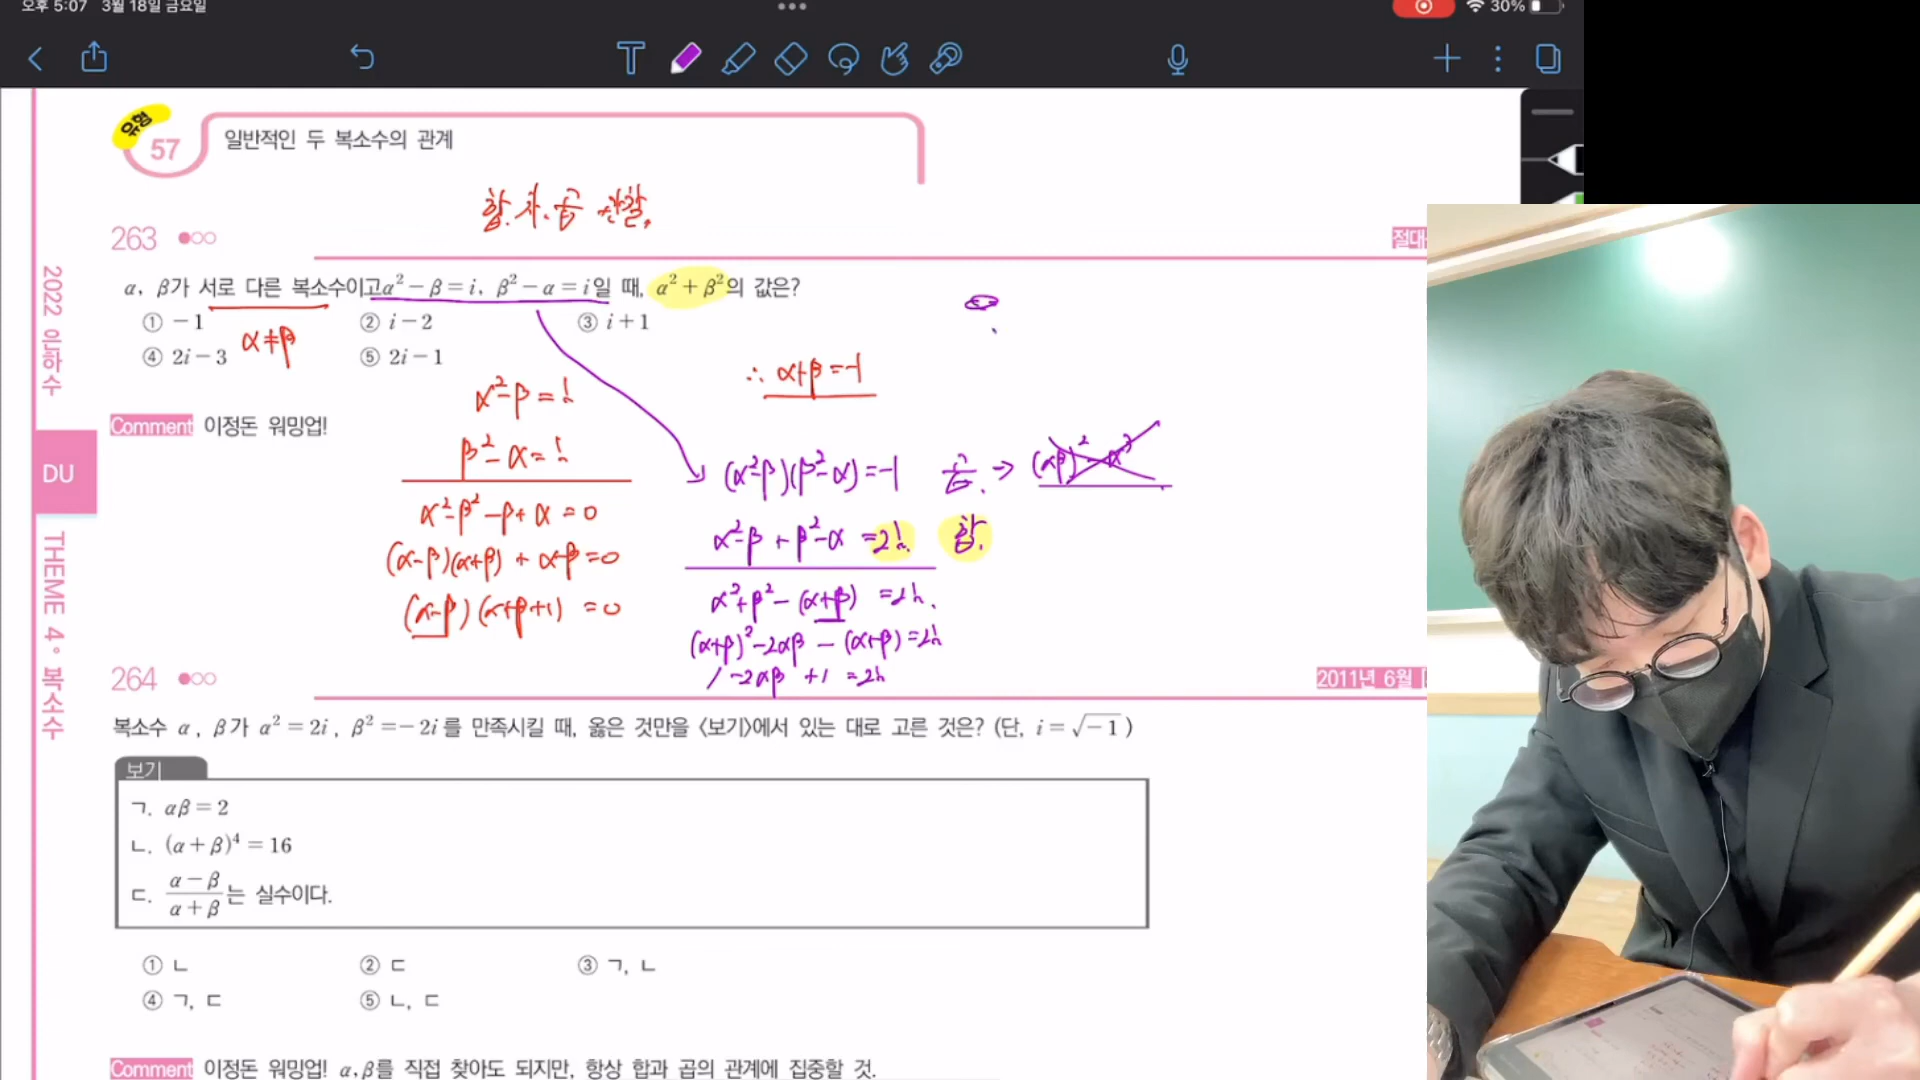 오후 5:07 3월 18일 금요일
30%
유형
57
일반적인 두 복소수의 관계
합.차.곱 관찰.
263
절대
α, β가 서로 다른 복소수이고 α² − β = i, β² − α = i일 때, α² + β²의 값은?
① −1 ② i − 2 ③ i + 1
④ 2i − 3 ⑤ 2i − 1
α≠β
∴ α+β = −1
Comment 이정돈 워밍업!
α²−β = i
β²−α = i
α²−β²−β+α = 0
(α−β)(α+β) + α−β = 0
(α−β)(α+β+1) = 0
(α²−β)(β²−α) = −1 곱. → (αβ)² − α³
α²−β + β²−α = 2i. 합.
α²+β² − (α+β) = 2i.
(α+β)² − 2αβ − (α+β) = 2i
1 − 2αβ + 1 = 2i
2022 인하수
DU
THEME 4 · 복소수
264
2011년 6월
복소수 α, β가 α² = 2i, β² = −2i를 만족시킬 때, 옳은 것만을 〈보기〉에서 있는 대로 고른 것은? (단, i = √−1)
보기
ㄱ. αβ = 2
ㄴ. (α + β)⁴ = 16
ㄷ. (α − β)/(α + β)는 실수이다.
① ㄴ ② ㄷ ③ ㄱ, ㄴ
④ ㄱ, ㄷ ⑤ ㄴ, ㄷ
Comment 이정돈 워밍업! α,β를 직접 찾아도 되지만, 항상 합과 곱의 관계에 집중할 것.